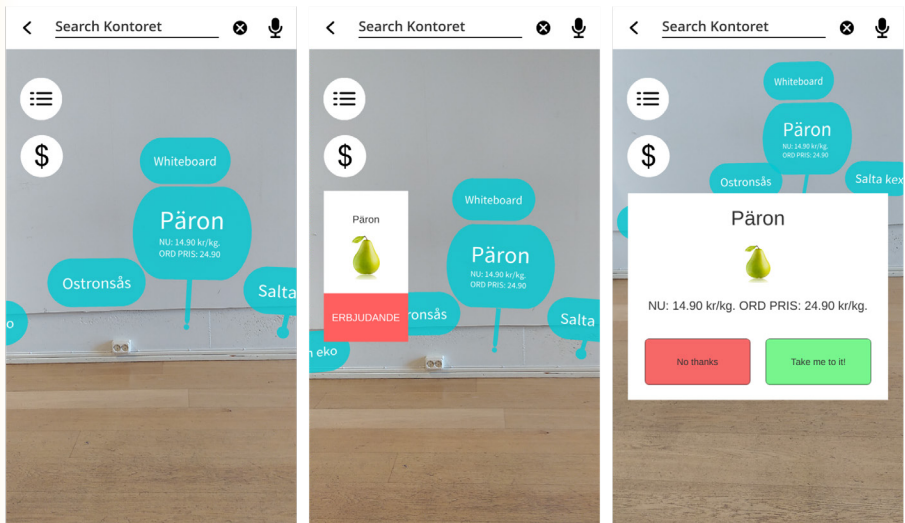 Search Kontoret
$
Whiteboard
Päron
NU: 14.90 kr/kg.
ORD PRIS: 24.90
Ostronsås
Salta
o
Search Kontoret
$
Whiteboard
Päron
Päron
NU: 14.90 kr/kg.
ORD PRIS: 24.90
ERBJUDANDE
onsås
Salta
n eko
Search Kontoret
$
Whiteboard
Päron
NU: 14.90 kr/kg.
ORD PRIS: 24.90
Ostronsås
Salta kex
Päron
NU: 14.90 kr/kg. ORD PRIS: 24.90 kr/kg.
No thanks
Take me to it!